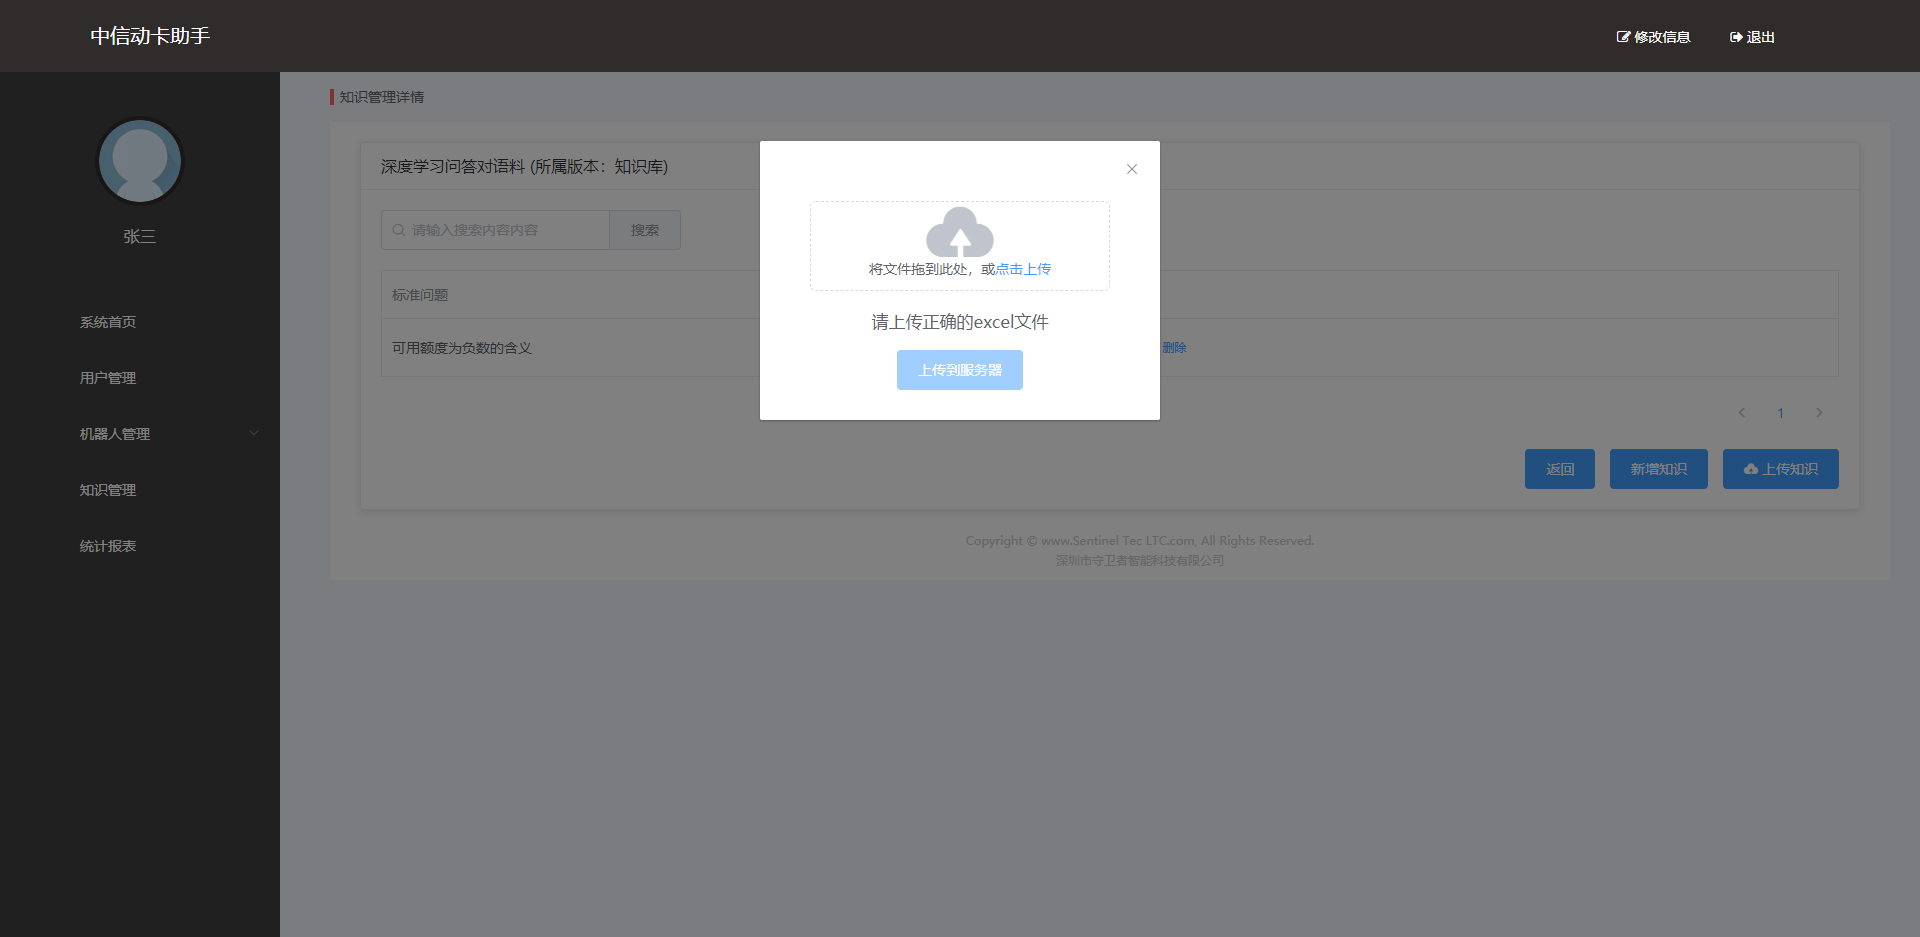 中信动卡助手
修改信息
退出
张三
系统首页
用户管理
机器人管理
知识管理
统计报表
知识管理详情
深度学习问答对语料 (所属版本：知识库)
请输入搜索内容内容
搜索
标准问题
可用额度为负数的含义
删除
将文件拖到此处，或点击上传
请上传正确的excel文件
上传到服务器
1
返回
新增知识
上传知识
Copyright © www.Sentinel Tec LTC.com, All Rights Reserved.
深圳市守卫者智能科技有限公司